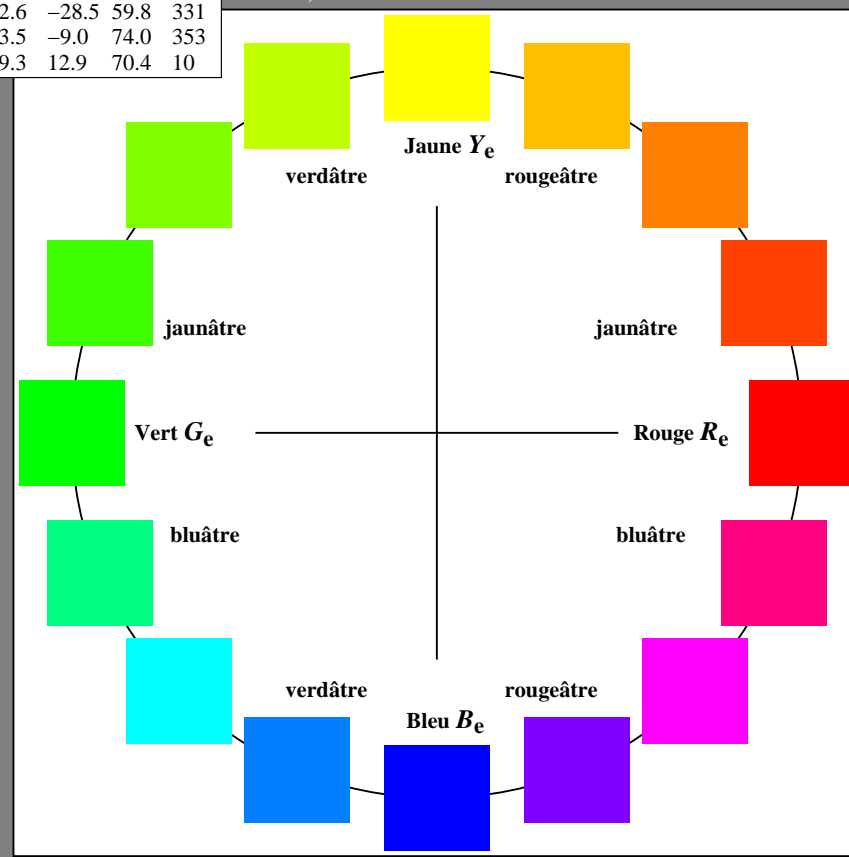 2.6 −28.5 59.8 331
3.5 −9.0 74.0 353
9.3 12.9 70.4 10
Jaune Yₑ
verdâtre rougeâtre
jaunâtre jaunâtre
Vert Gₑ Rouge Rₑ
bluâtre bluâtre
verdâtre rougeâtre
Bleu Bₑ